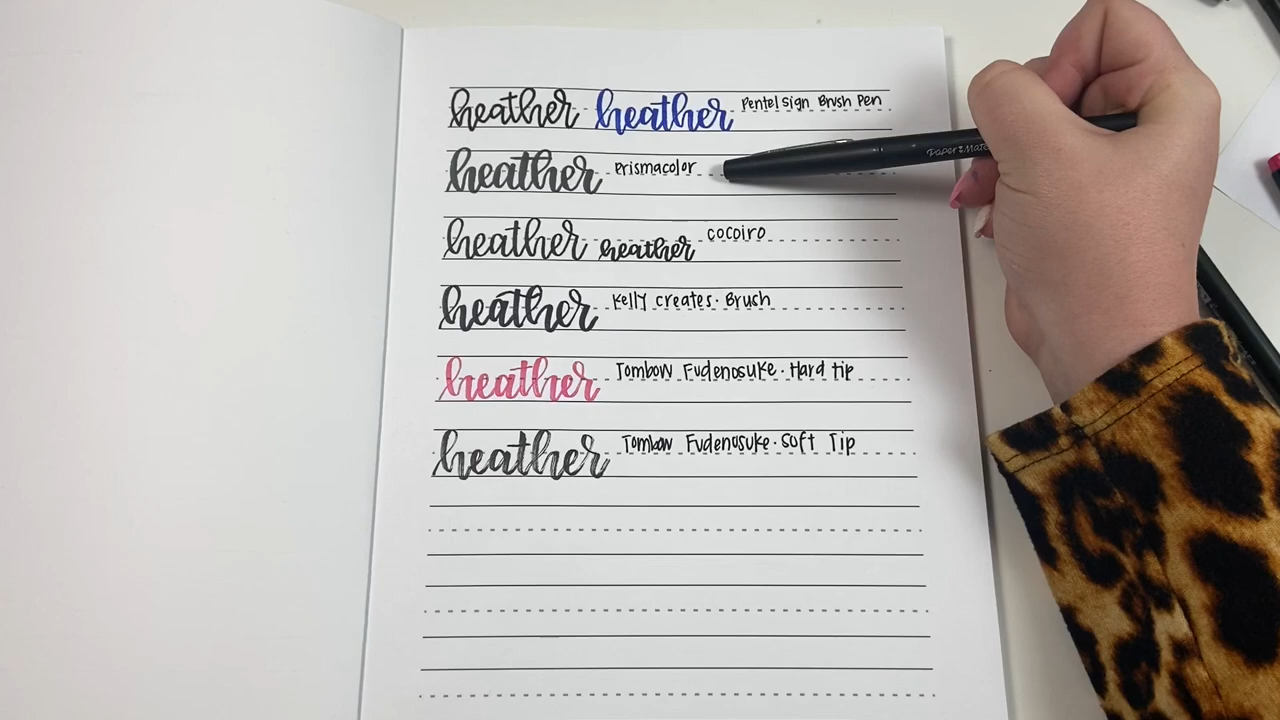 heather heather Pentel Sign Brush Pen
heather Prismacolor
PaperMate
heather heather cocoiro
heather Kelly creates · Brush
heather Tombow Fudenosuke · Hard tip
heather Tombow Fudenosuke · Soft Tip